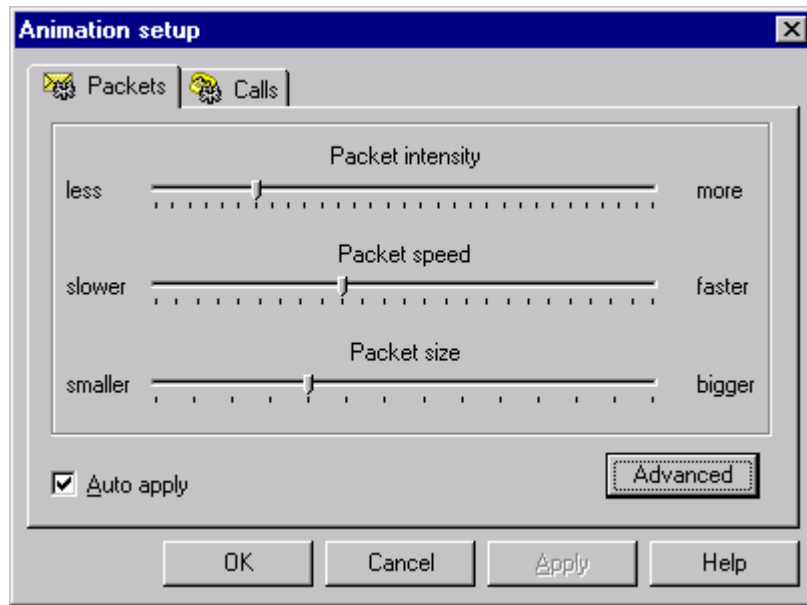 Animation setup
Packets Calls
Packet intensity
less more
Packet speed
slower faster
Packet size
smaller bigger
Auto apply Advanced
OK Cancel Apply Help